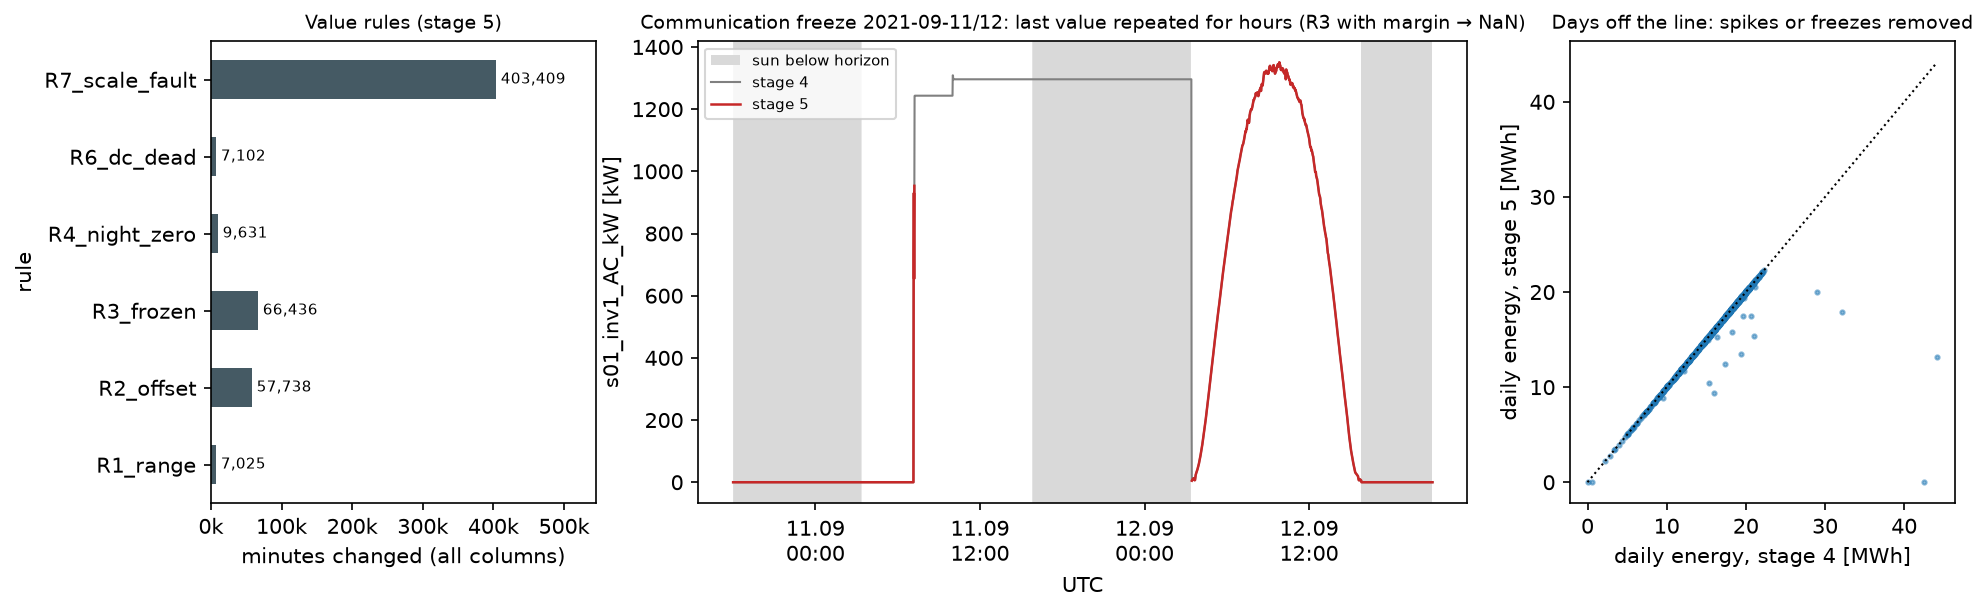 Value rules (stage 5)
rule
R7_scale_fault
403,409
R6_dc_dead
7,102
R4_night_zero
9,631
R3_frozen
66,436
R2_offset
57,738
R1_range
7,025
0k 100k 200k 300k 400k 500k
minutes changed (all columns)
Communication freeze 2021-09-11/12: last value repeated for hours (R3 with margin → NaN)
s01_inv1_AC_kW [kW]
1400
1200
1000
800
600
400
200
0
sun below horizon
stage 4
stage 5
11.09 11.09 12.09 12.09
00:00 12:00 00:00 12:00
UTC
Days off the line: spikes or freezes removed
daily energy, stage 5 [MWh]
40
30
20
10
0
0 10 20 30 40
daily energy, stage 4 [MWh]